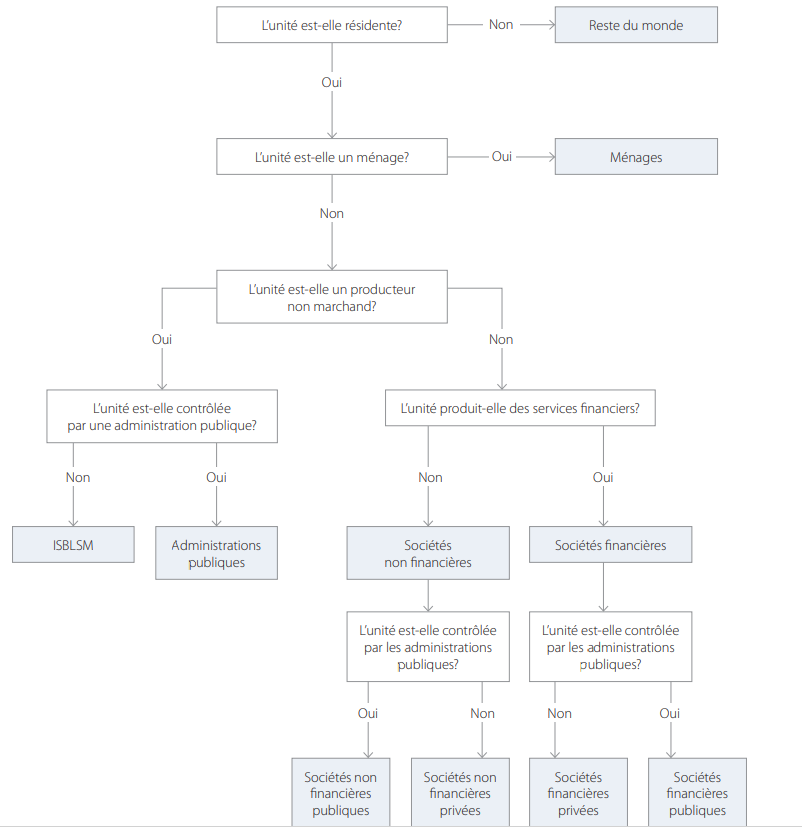 L’unité est-elle résidente?
Non
Reste du monde
Oui
L’unité est-elle un ménage?
Oui
Ménages
Non
L’unité est-elle un producteur
non marchand?
Oui
Non
L’unité est-elle contrôlée
par une administration publique?
L’unité produit-elle des services financiers?
Non
Oui
Non
Oui
ISBLSM
Administrations
publiques
Sociétés
non financières
Sociétés financières
L’unité est-elle contrôlée
par les administrations
publiques?
L’unité est-elle contrôlée
par les administrations
publiques?
Oui
Non
Non
Oui
Sociétés non
financières
publiques
Sociétés non
financières
privées
Sociétés
financières
privées
Sociétés
financières
publiques